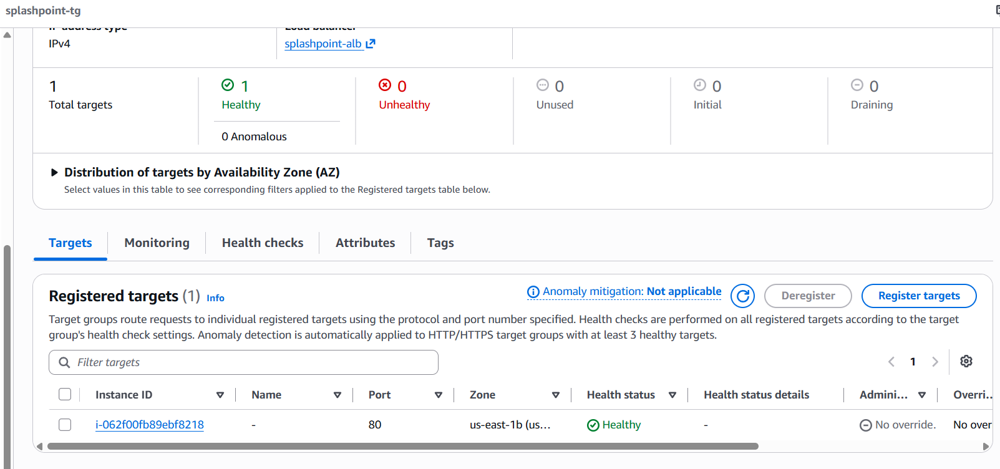 splashpoint-tg
IP address type
Load balancer
IPv4
splashpoint-alb
1
Total targets
1
Healthy
0 Anomalous
0
Unhealthy
0
Unused
0
Initial
0
Draining
Distribution of targets by Availability Zone (AZ)
Select values in this table to see corresponding filters applied to the Registered targets table below.
Targets
Monitoring
Health checks
Attributes
Tags
Registered targets (1) Info
Anomaly mitigation: Not applicable
Deregister
Register targets
Target groups route requests to individual registered targets using the protocol and port number specified. Health checks are performed on all registered targets according to the target
group's health check settings. Anomaly detection is automatically applied to HTTP/HTTPS target groups with at least 3 healthy targets.
Filter targets
1
Instance ID Name Port Zone Health status Health status details Admini... Overri...
i-062f00fb89ebf8218 - 80 us-east-1b (us... Healthy - No override. No over